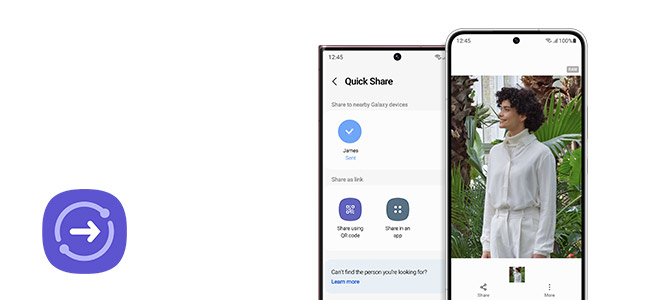 12:45
Quick Share
Share to nearby Galaxy devices
James
Sent
Share as link
Share using
QR code
Share in an
app
Can't find the person you're looking for?
Learn more
12:45
100%
Share
More